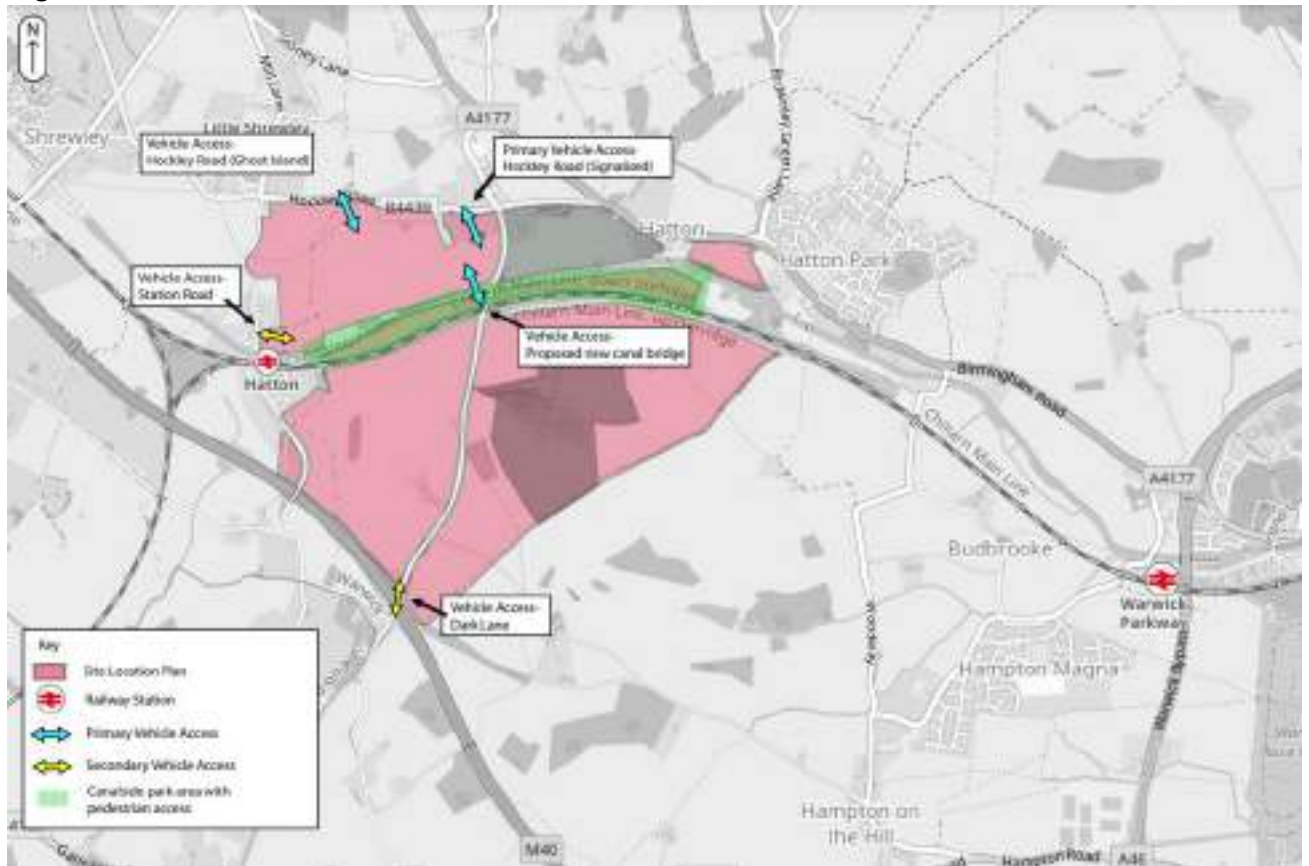 N
Shrewley
Little Shrewley
A4177
Vehicle Access-
Hockley Road (Ghost Island)
Primary Vehicle Access-
Hockley Road (Signalised)
B4439
Hatton
Hatton Park
Vehicle Access-
Station Road
Vehicle Access-
Proposed new canal bridge
Hatton
Birmingham Road
Chiltern Main Line
A4177
Budbrooke
Warwick
Parkway
Vehicle Access-
Dark Lane
Hampton Magna
Key
Site Location Plan
Railway Station
Primary Vehicle Access
Secondary Vehicle Access
Canalside park area with
pedestrian access
Hampton on
the Hill
M40
Hampton Road
A46